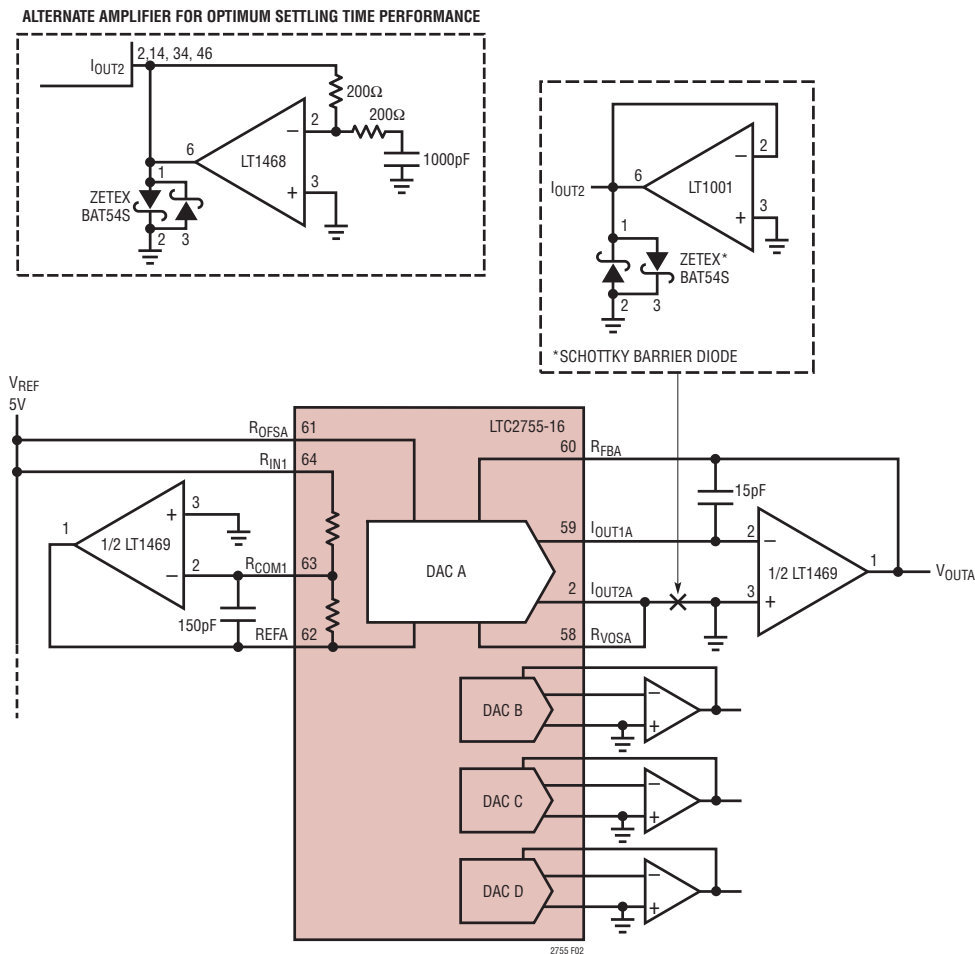 ALTERNATE AMPLIFIER FOR OPTIMUM SETTLING TIME PERFORMANCE
IOUT2
2,14, 34, 46
200Ω
200Ω
1000pF
2
−
LT1468
+
3
6
1
ZETEX
BAT54S
2
3
IOUT2
6
2
−
LT1001
+
3
1
ZETEX*
BAT54S
2
3
*SCHOTTKY BARRIER DIODE
VREF
5V
ROFSA
61
RIN1
64
1
1/2 LT1469
+
3
−
2
RCOM1
63
150pF
REFA
62
LTC2755-16
DAC A
60
RFBA
15pF
59
IOUT1A
2
IOUT2A
58
RVOSA
2
−
1/2 LT1469
3
+
1
VOUTA
DAC B
−
+
DAC C
−
+
DAC D
−
+
2755 F02